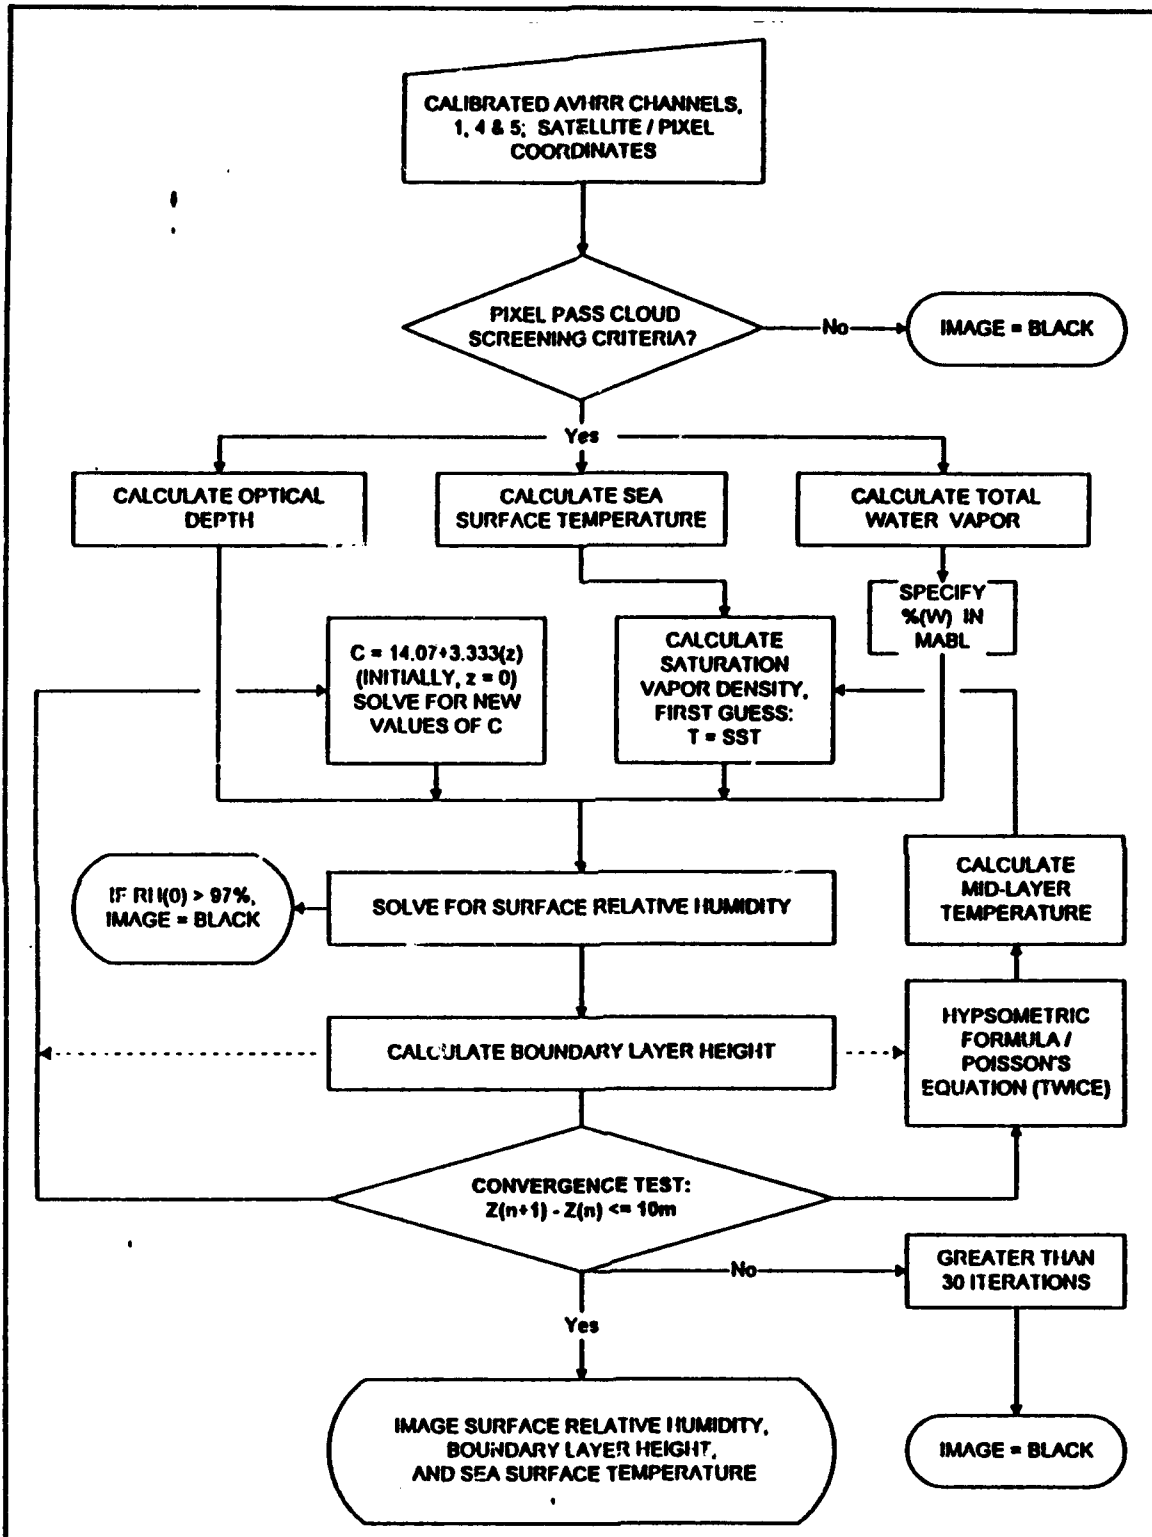 CALIBRATED AVHRR CHANNELS,
1, 4 & 5; SATELLITE / PIXEL
COORDINATES
PIXEL PASS CLOUD
SCREENING CRITERIA?
No
IMAGE = BLACK
Yes
CALCULATE OPTICAL
DEPTH
CALCULATE SEA
SURFACE TEMPERATURE
CALCULATE TOTAL
WATER VAPOR
SPECIFY
%(W) IN
MABL
C = 14.07+3.333(z)
(INITIALLY, z = 0)
SOLVE FOR NEW
VALUES OF C
CALCULATE
SATURATION
VAPOR DENSITY,
FIRST GUESS:
T = SST
IF RH(0) > 97%,
IMAGE = BLACK
SOLVE FOR SURFACE RELATIVE HUMIDITY
CALCULATE
MID-LAYER
TEMPERATURE
CALCULATE BOUNDARY LAYER HEIGHT
HYPSOMETRIC
FORMULA /
POISSON'S
EQUATION (TWICE)
CONVERGENCE TEST:
Z(n+1) - Z(n) <= 10m
No
GREATER THAN
30 ITERATIONS
Yes
IMAGE SURFACE RELATIVE HUMIDITY,
BOUNDARY LAYER HEIGHT,
AND SEA SURFACE TEMPERATURE
IMAGE = BLACK